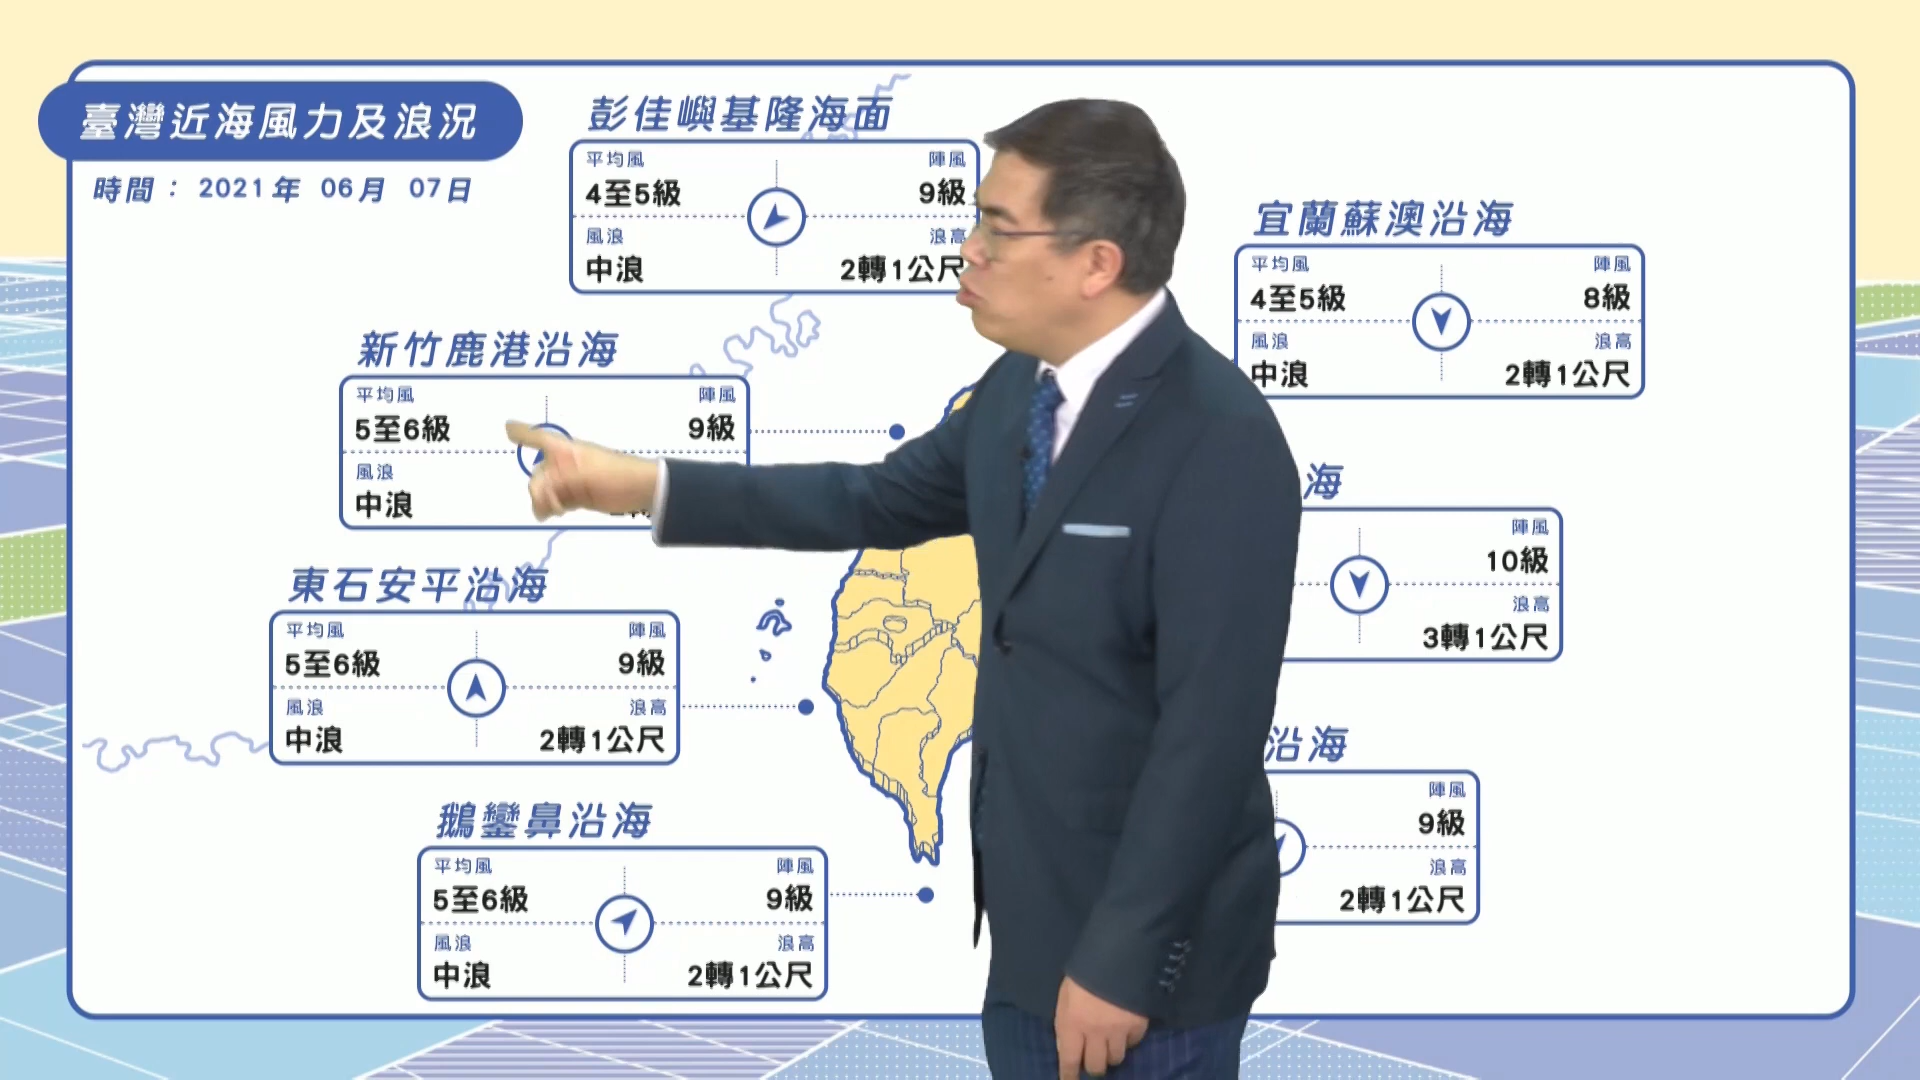 臺灣近海風力及浪況
時間： 2021年 06月 07日
彭佳嶼基隆海面
平均風 陣風
4至5級 9級
風浪 浪高
中浪 2轉1公尺
宜蘭蘇澳沿海
平均風 陣風
4至5級 8級
風浪 浪高
中浪 2轉1公尺
新竹鹿港沿海
平均風 陣風
5至6級 9級
風浪
中浪
海
陣風
10級
浪高
3轉1公尺
東石安平沿海
平均風 陣風
5至6級 9級
風浪 浪高
中浪 2轉1公尺
沿海
陣風
9級
浪高
2轉1公尺
鵝鑾鼻沿海
平均風 陣風
5至6級 9級
風浪 浪高
中浪 2轉1公尺